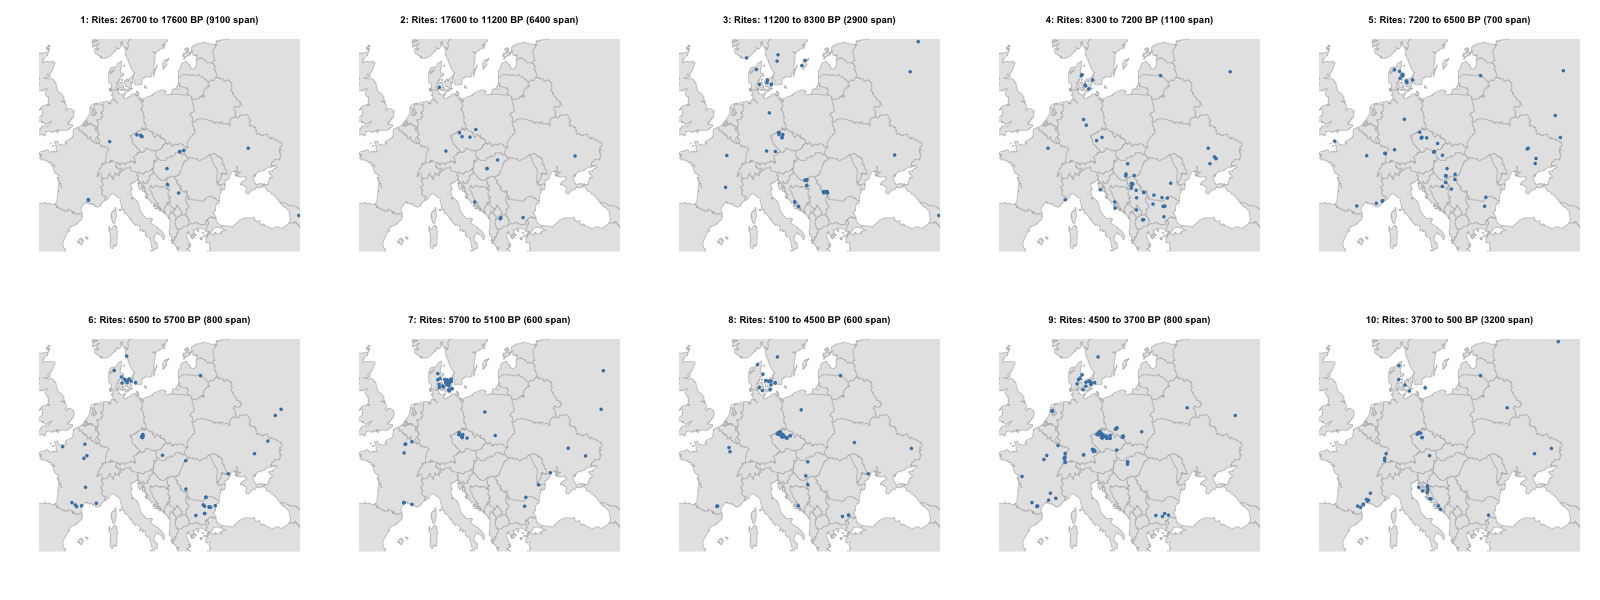 1: Rites: 26700 to 17600 BP (9100 span)
2: Rites: 17600 to 11200 BP (6400 span)
3: Rites: 11200 to 8300 BP (2900 span)
4: Rites: 8300 to 7200 BP (1100 span)
5: Rites: 7200 to 6500 BP (700 span)
6: Rites: 6500 to 5700 BP (800 span)
7: Rites: 5700 to 5100 BP (600 span)
8: Rites: 5100 to 4500 BP (600 span)
9: Rites: 4500 to 3700 BP (800 span)
10: Rites: 3700 to 500 BP (3200 span)